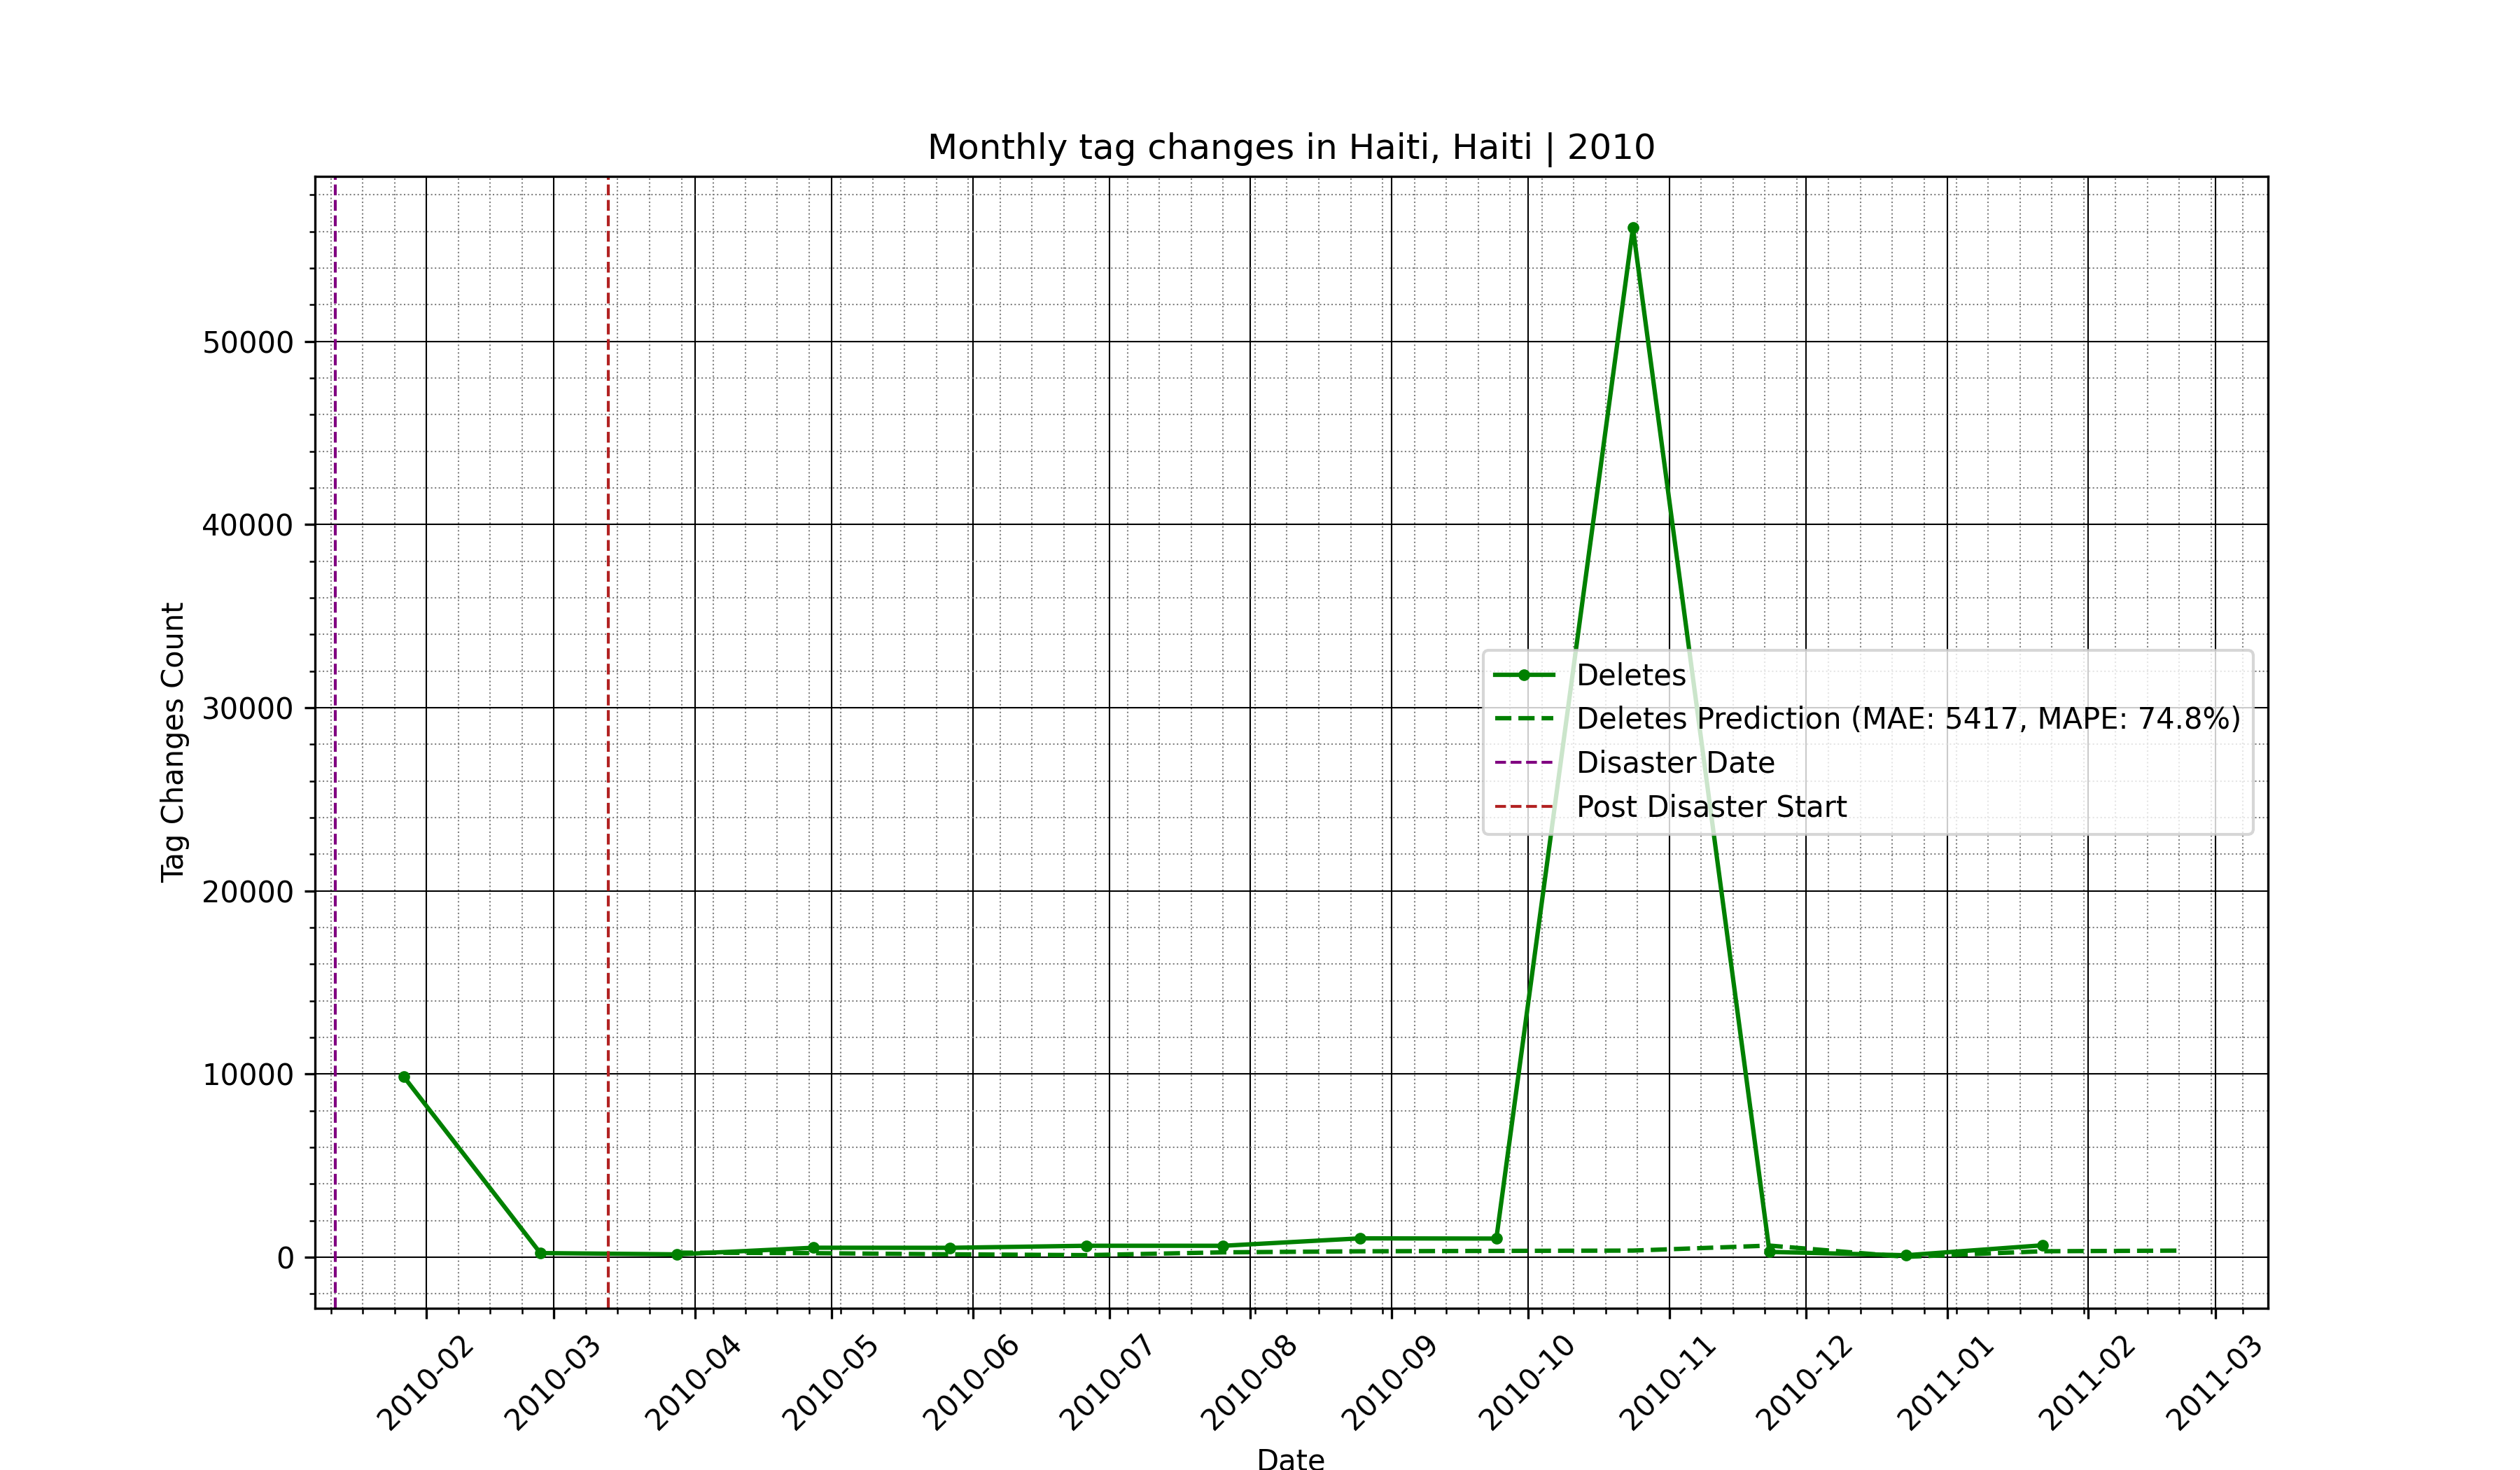 Monthly tag changes in Haiti, Haiti | 2010
Tag Changes Count
50000
40000
30000
20000
10000
0
Deletes
Deletes Prediction (MAE: 5417, MAPE: 74.8%)
Disaster Date
Post Disaster Start
2010-02
2010-03
2010-04
2010-05
2010-06
2010-07
2010-08
2010-09
2010-10
2010-11
2010-12
2011-01
2011-02
2011-03
Date